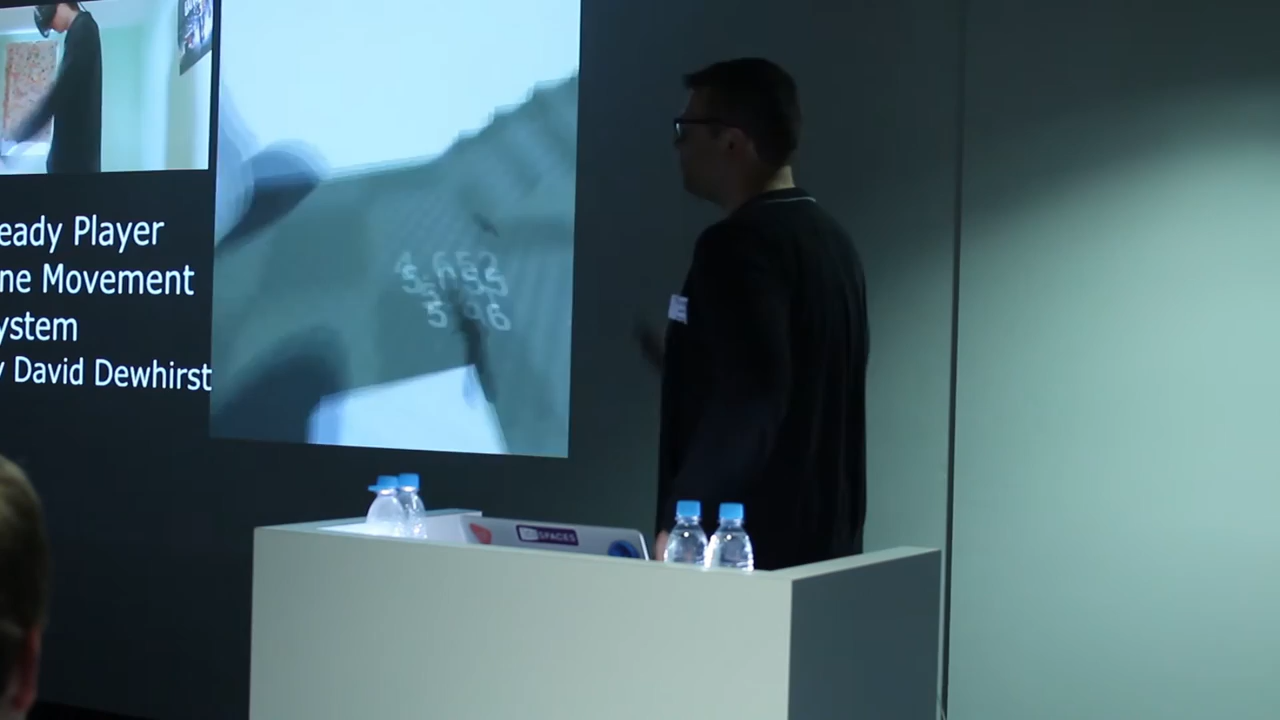 eady Player
ne Movement
ystem
y David Dewhirst
SPACES